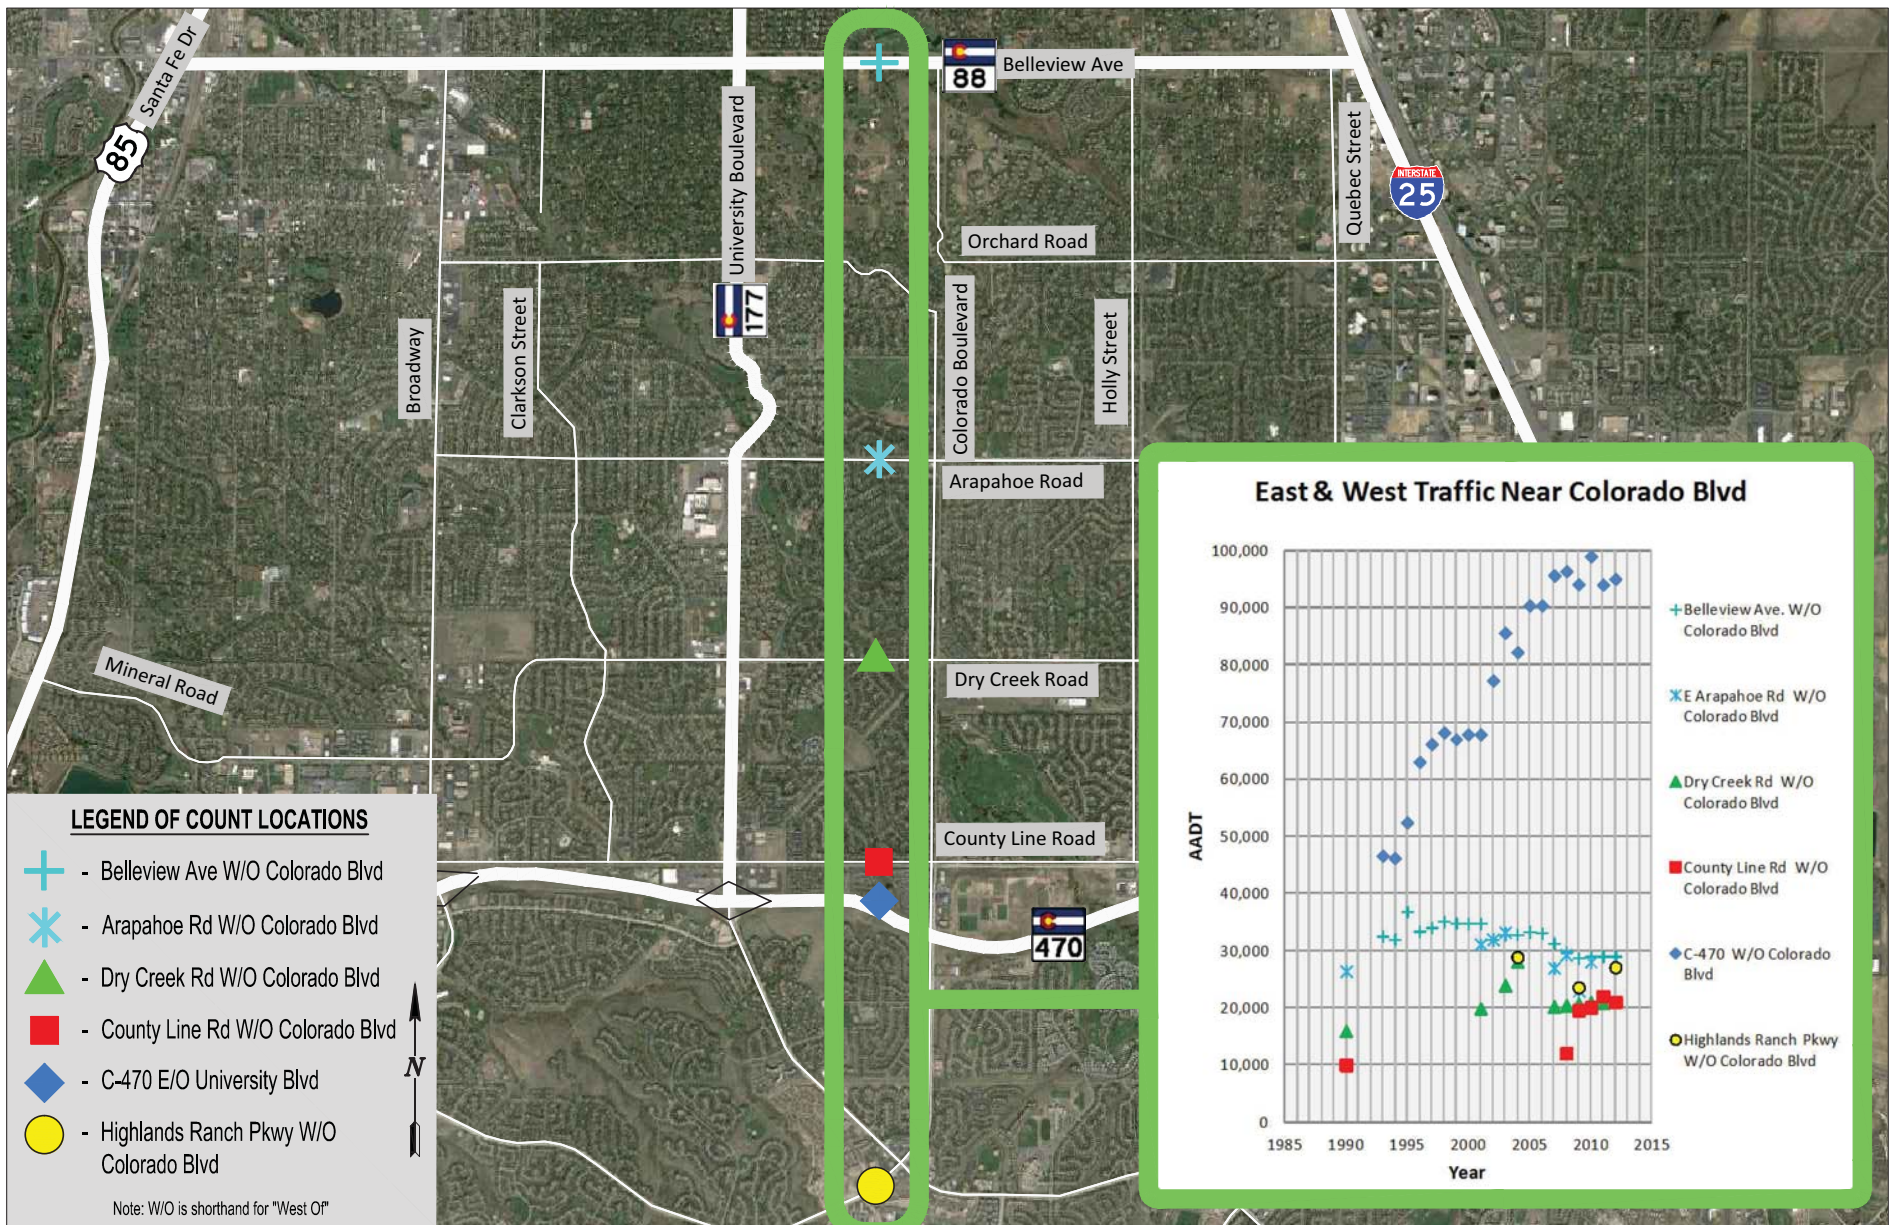 Santa Fe Dr
85
88
Belleview Ave
University Boulevard
Quebec Street
INTERSTATE
25
Orchard Road
177
Broadway
Clarkson Street
Colorado Boulevard
Holly Street
Arapahoe Road
Mineral Road
Dry Creek Road
County Line Road
470
LEGEND OF COUNT LOCATIONS
- Belleview Ave W/O Colorado Blvd
- Arapahoe Rd W/O Colorado Blvd
- Dry Creek Rd W/O Colorado Blvd
- County Line Rd W/O Colorado Blvd
- C-470 E/O University Blvd
- Highlands Ranch Pkwy W/O
Colorado Blvd
Note: W/O is shorthand for "West Of"
N
East & West Traffic Near Colorado Blvd
100,000
90,000
80,000
70,000
60,000
50,000
40,000
30,000
20,000
10,000
0
AADT
1985 1990 1995 2000 2005 2010 2015
Year
Belleview Ave. W/O
Colorado Blvd
E Arapahoe Rd W/O
Colorado Blvd
Dry Creek Rd W/O
Colorado Blvd
County Line Rd W/O
Colorado Blvd
C-470 W/O Colorado
Blvd
Highlands Ranch Pkwy
W/O Colorado Blvd